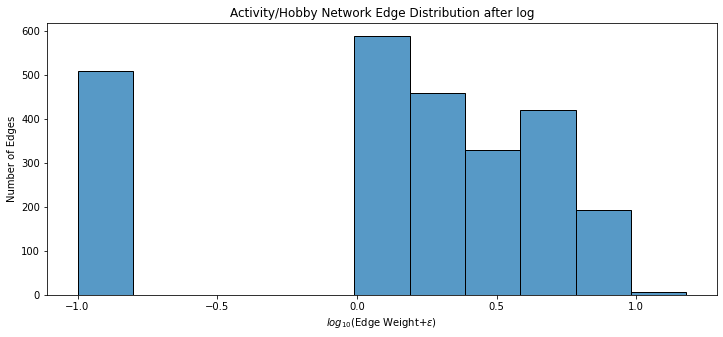 Activity/Hobby Network Edge Distribution after log
600
500
400
300
200
100
0
Number of Edges
−1.0 −0.5 0.0 0.5 1.0
log₁₀(Edge Weight+ε)